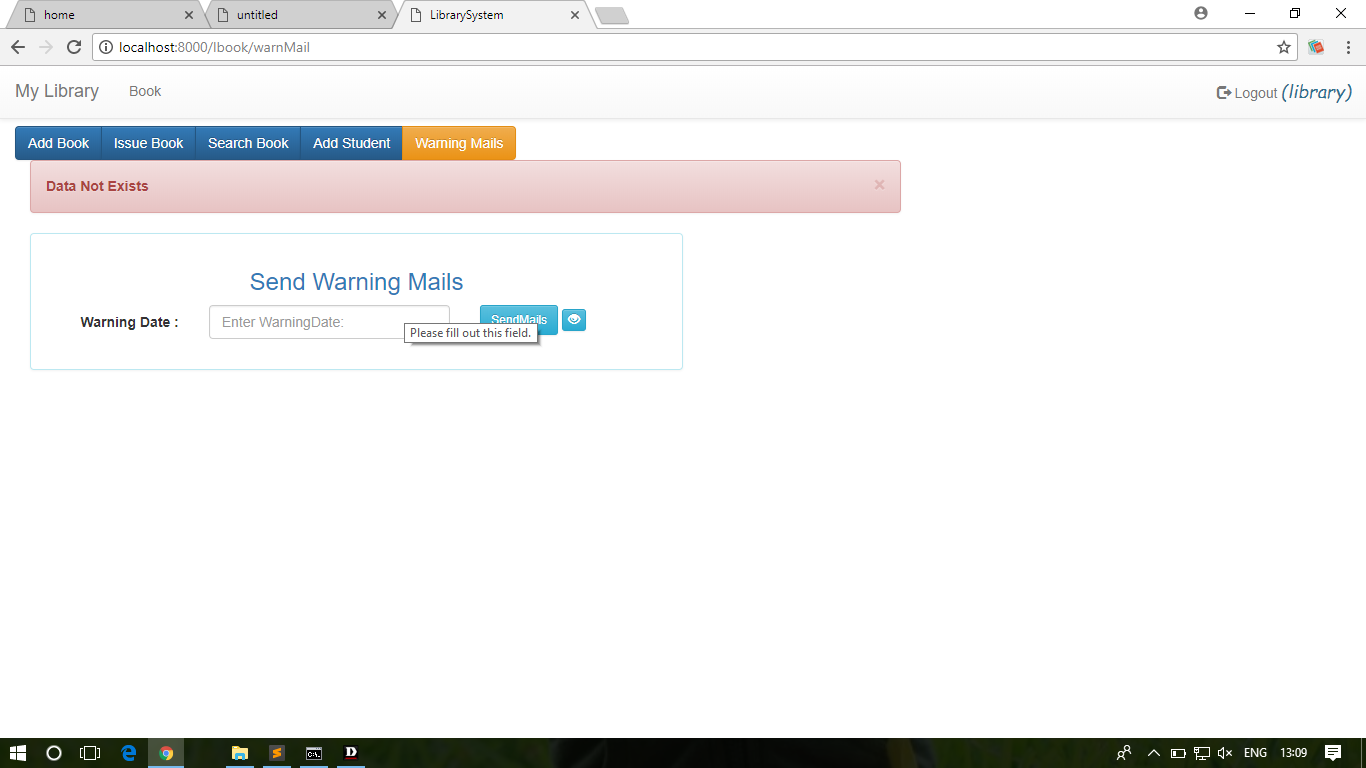 home
untitled
LibrarySystem
localhost:8000/lbook/warnMail
My Library
Book
Logout (library)
Add Book
Issue Book
Search Book
Add Student
Warning Mails
Data Not Exists
×
Send Warning Mails
Warning Date :
Enter WarningDate:
SendMails
Please fill out this field.
ENG
13:09